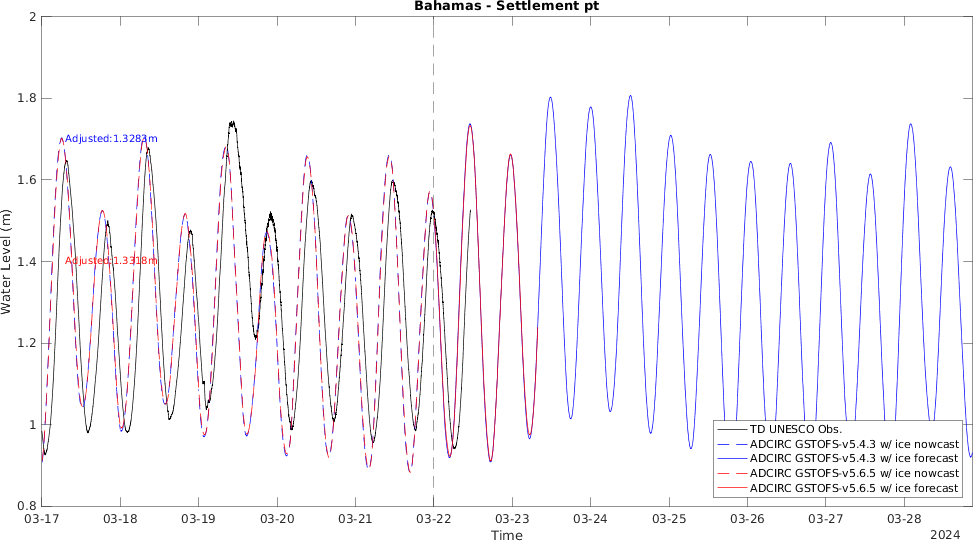 Bahamas - Settlement pt
2
1.8
1.6
1.4
1.2
1
0.8
Water Level (m)
Adjusted:1.3283m
Adjusted:1.3318m
TD UNESCO Obs.
ADCIRC GSTOFS-v5.4.3 w/ ice nowcast
ADCIRC GSTOFS-v5.4.3 w/ ice forecast
ADCIRC GSTOFS-v5.6.5 w/ ice nowcast
ADCIRC GSTOFS-v5.6.5 w/ ice forecast
03-17 03-18 03-19 03-20 03-21 03-22 03-23 03-24 03-25 03-26 03-27 03-28
Time
2024